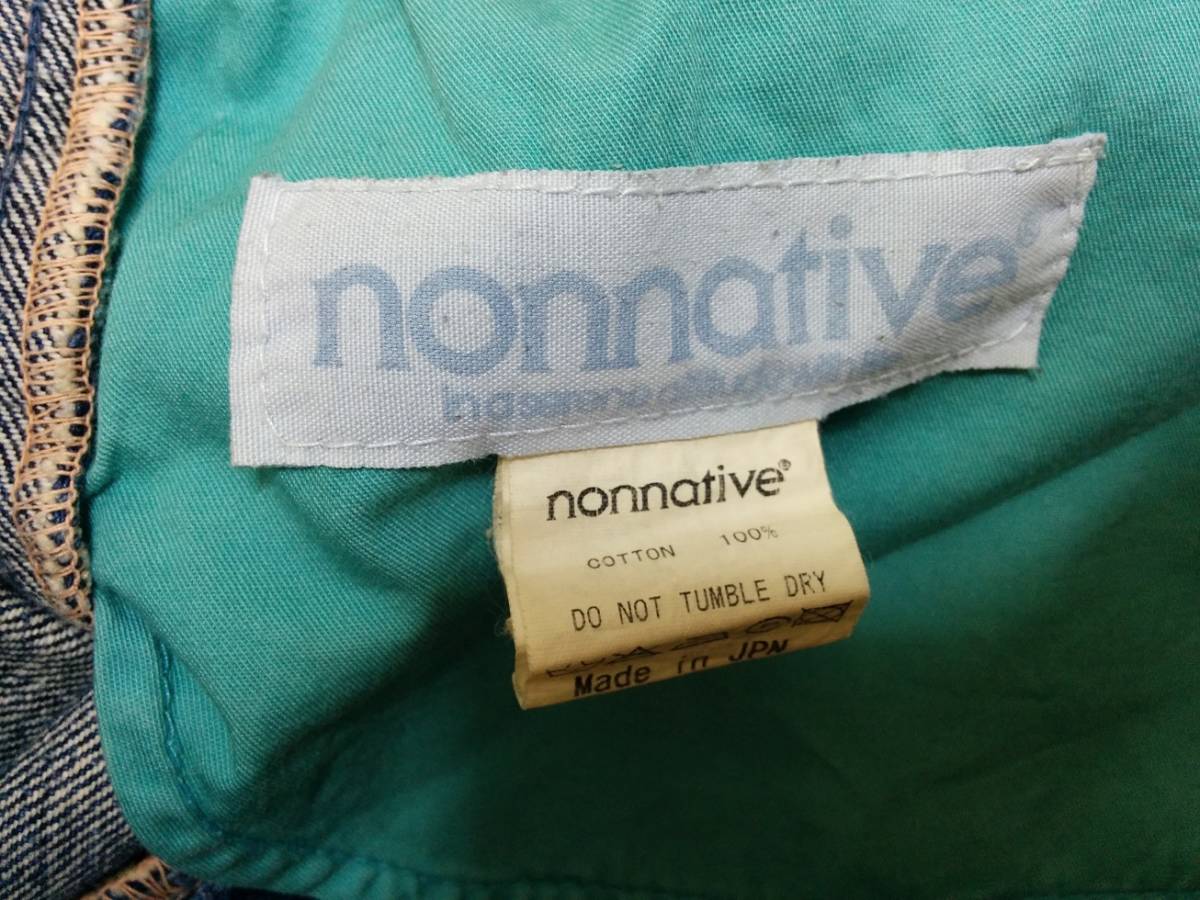 nonnative®
nonnative®
COTTON 100%
DO NOT TUMBLE DRY
Made in JPN